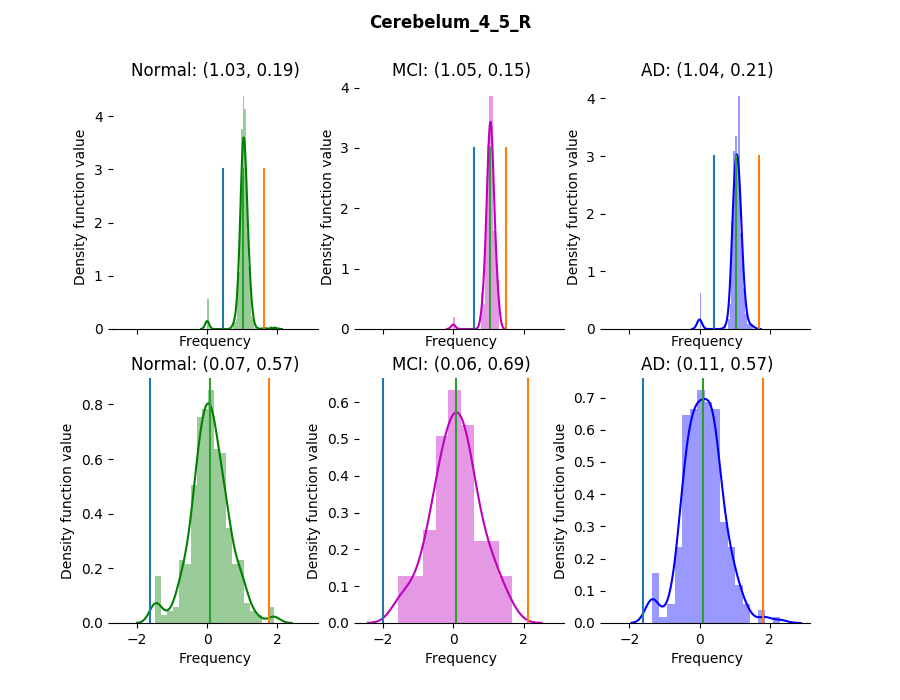 Cerebelum_4_5_R
Normal: (1.03, 0.19)
MCI: (1.05, 0.15)
AD: (1.04, 0.21)
Density function value
4
3
2
1
0
Frequency
Density function value
4
3
2
1
0
Frequency
Density function value
4
3
2
1
0
Frequency
Normal: (0.07, 0.57)
MCI: (0.06, 0.69)
AD: (0.11, 0.57)
Density function value
0.8
0.6
0.4
0.2
0.0
−2 0 2
Frequency
Density function value
0.6
0.5
0.4
0.3
0.2
0.1
0.0
−2 0 2
Frequency
Density function value
0.7
0.6
0.5
0.4
0.3
0.2
0.1
0.0
−2 0 2
Frequency